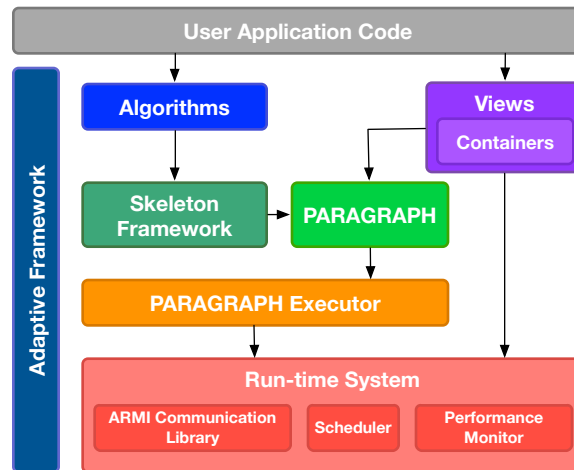 User Application Code
Adaptive Framework
Algorithms
Views
Containers
Skeleton
Framework
PARAGRAPH
PARAGRAPH Executor
Run-time System
ARMI Communication
Library
Scheduler
Performance
Monitor